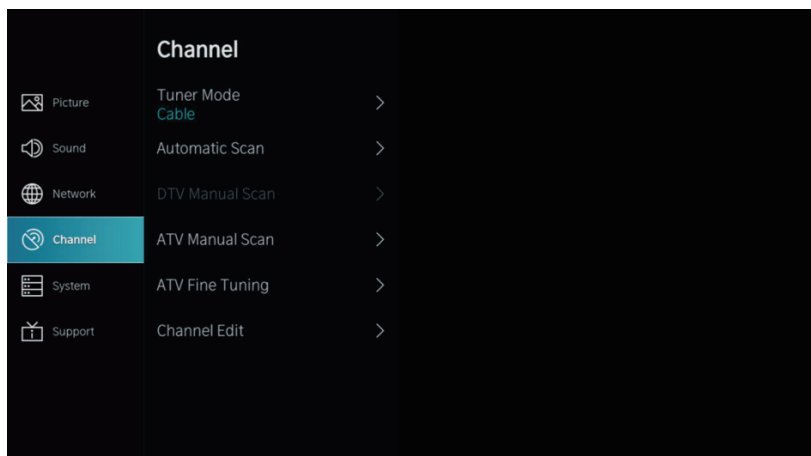 Channel
Picture
Sound
Network
Channel
System
Support
Tuner Mode
Cable
Automatic Scan
DTV Manual Scan
ATV Manual Scan
ATV Fine Tuning
Channel Edit